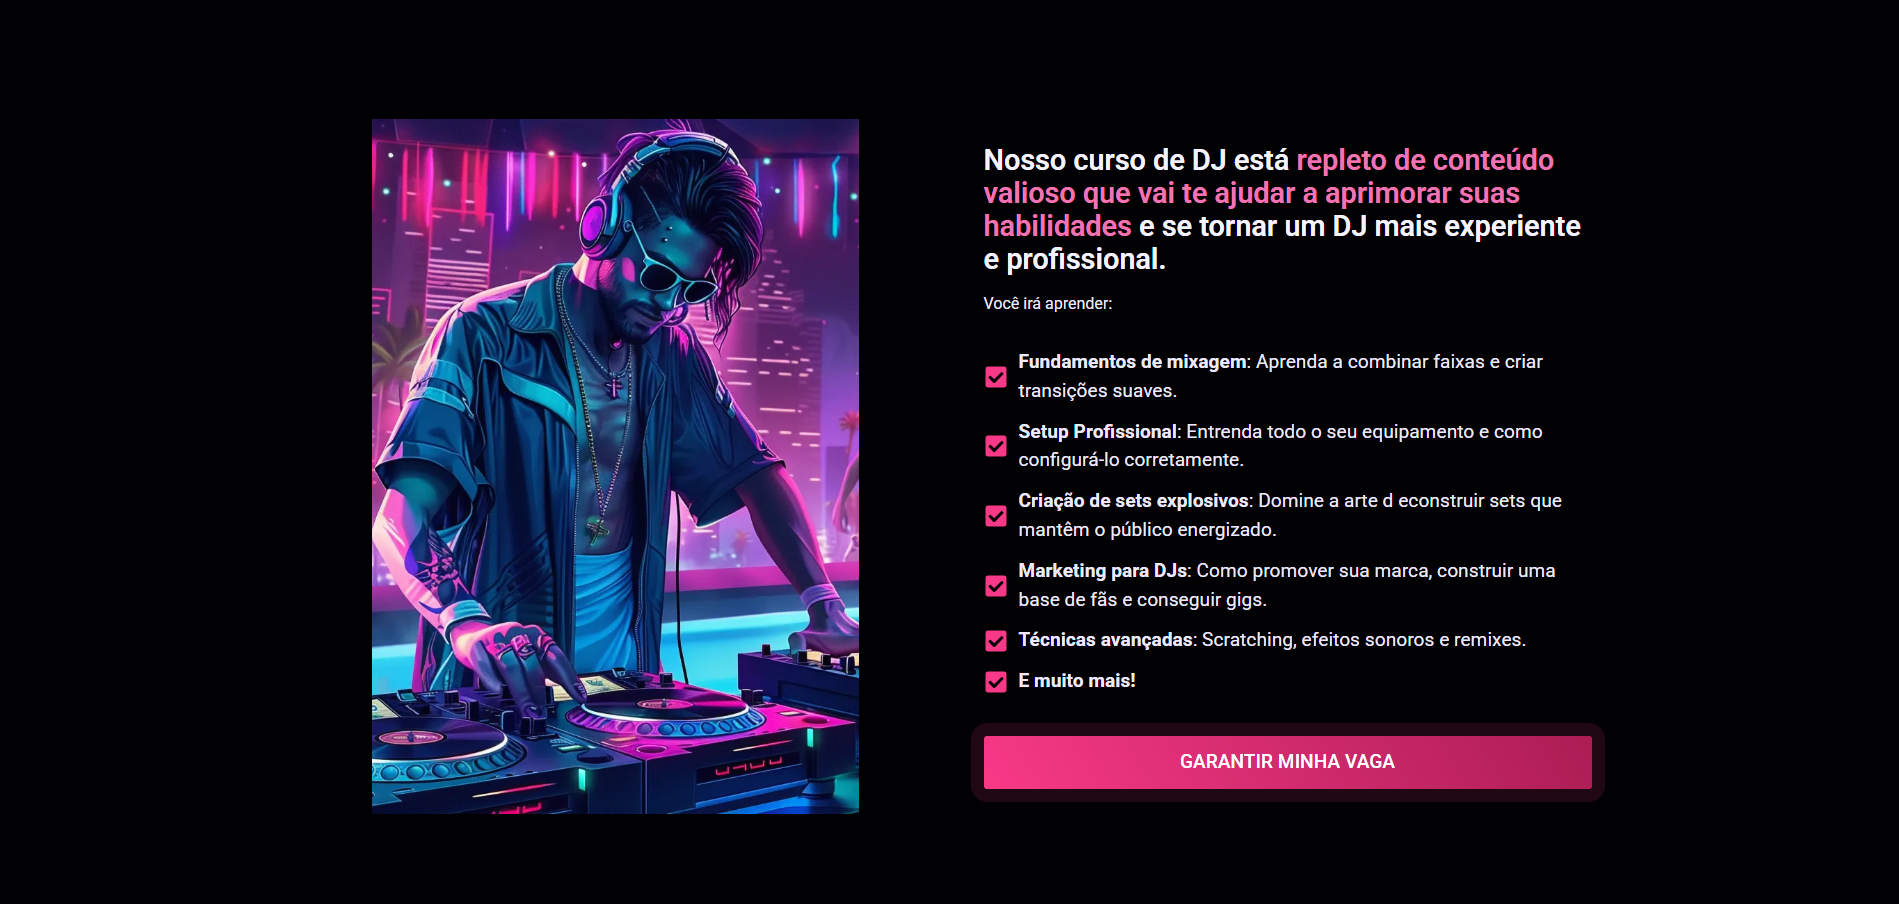 Nosso curso de DJ está repleto de conteúdo
valioso que vai te ajudar a aprimorar suas
habilidades e se tornar um DJ mais experiente
e profissional.
Você irá aprender:
Fundamentos de mixagem: Aprenda a combinar faixas e criar
transições suaves.
Setup Profissional: Entrenda todo o seu equipamento e como
configurá-lo corretamente.
Criação de sets explosivos: Domine a arte d econstruir sets que
mantêm o público energizado.
Marketing para DJs: Como promover sua marca, construir uma
base de fãs e conseguir gigs.
Técnicas avançadas: Scratching, efeitos sonoros e remixes.
E muito mais!
GARANTIR MINHA VAGA